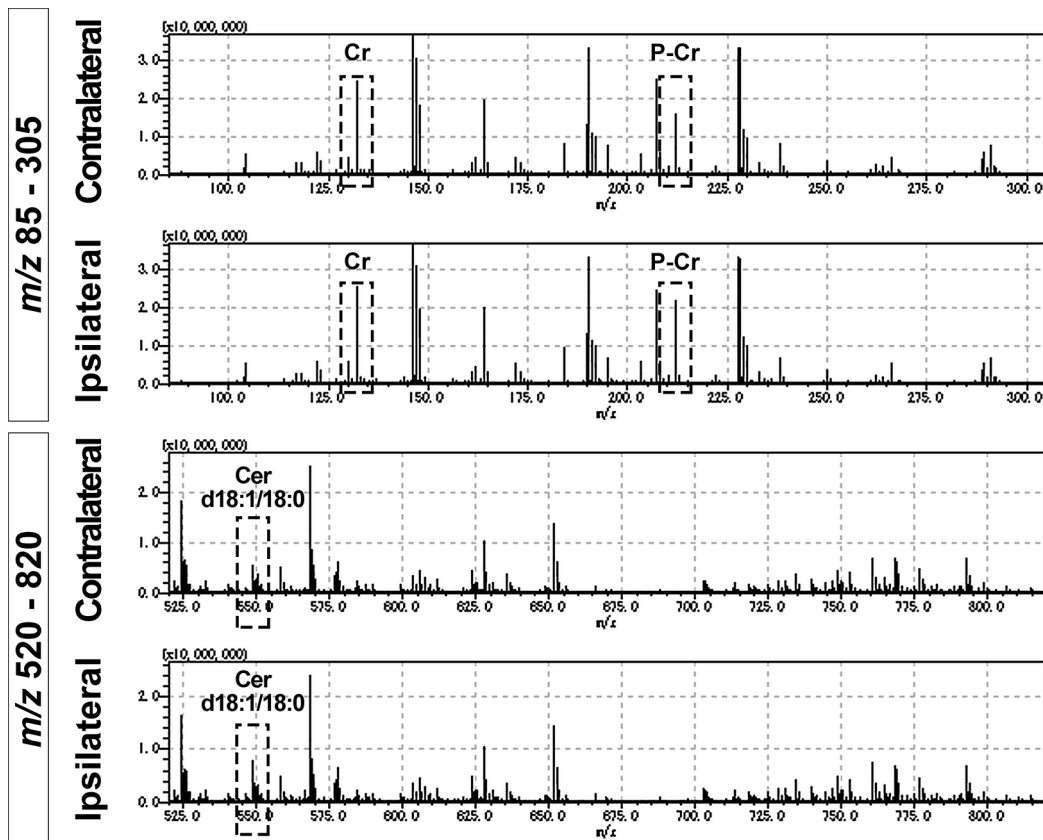 m/z 85 - 305
Contralateral
(x10, 000, 000)
Cr
P-Cr
3. 0
2. 0
1. 0
0. 0
100. 0 125. 0 150. 0 175. 0 200. 0 225. 0 250. 0 275. 0 300. 0
m/z
Ipsilateral
(x10, 000, 000)
Cr
P-Cr
3. 0
2. 0
1. 0
0. 0
100. 0 125. 0 150. 0 175. 0 200. 0 225. 0 250. 0 275. 0 300. 0
m/z
m/z 520 - 820
Contralateral
(x10, 000, 000)
Cer
d18:1/18:0
2. 0
1. 0
0. 0
525. 0 550. 0 575. 0 600. 0 625. 0 650. 0 675. 0 700. 0 725. 0 750. 0 775. 0 800. 0
m/z
Ipsilateral
(x10, 000, 000)
Cer
d18:1/18:0
2. 0
1. 0
0. 0
525. 0 550. 0 575. 0 600. 0 625. 0 650. 0 675. 0 700. 0 725. 0 750. 0 775. 0 800. 0
m/z